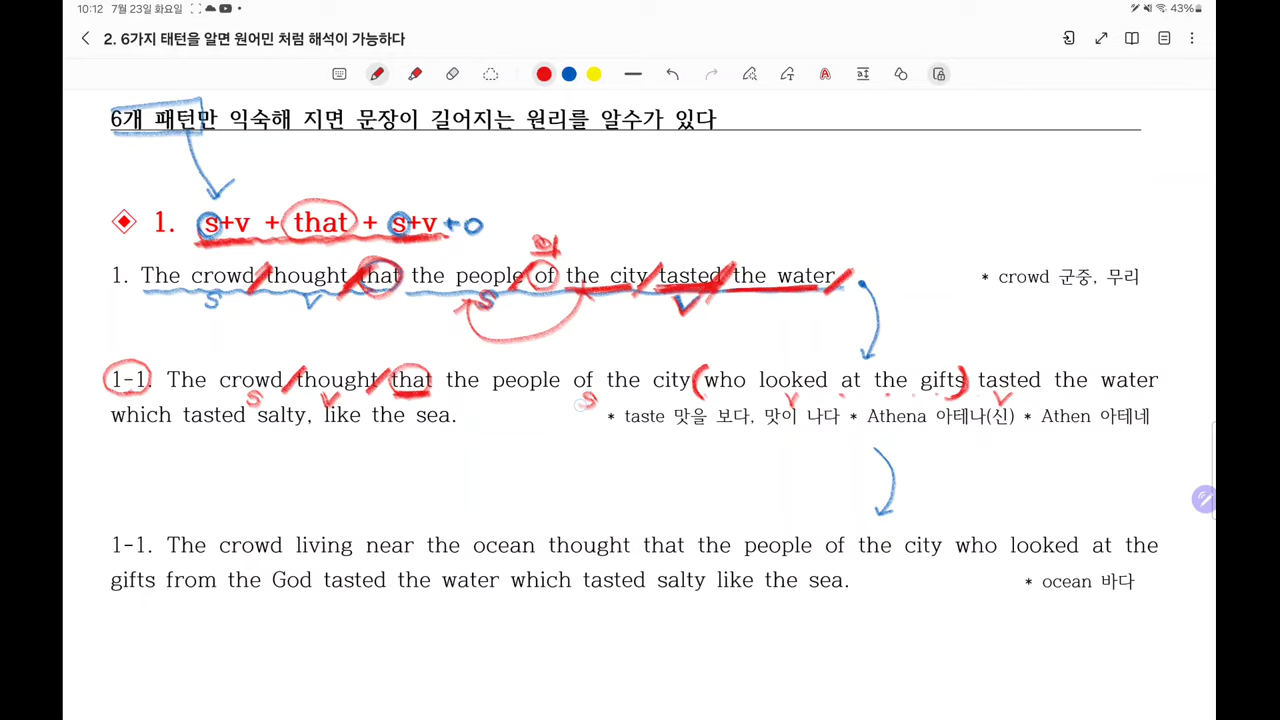 10:12 7월 23일 화요일
43%
2. 6가지 태턴을 알면 원어민 처럼 해석이 가능하다
6개 패턴만 익숙해 지면 문장이 길어지는 원리를 알수가 있다
1. s+v + that + s+v +o
의
1. The crowd thought that the people of the city tasted the water. * crowd 군중, 무리
S V S V
1-1. The crowd thought that the people of the city (who looked at the gifts) tasted the water
S V S V V
which tasted salty, like the sea. * taste 맛을 보다, 맛이 나다 * Athena 아테나(신) * Athen 아테네
1-1. The crowd living near the ocean thought that the people of the city who looked at the
gifts from the God tasted the water which tasted salty like the sea. * ocean 바다